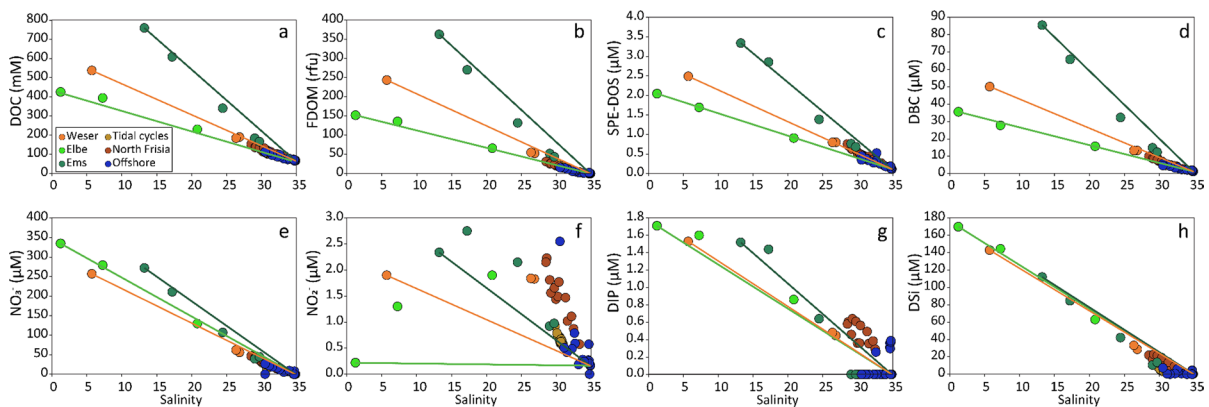 a
DOC (mM)
800
700
600
500
400
300
200
100
0
Weser
Elbe
Ems
Tidal cycles
North Frisia
Offshore
0 5 10 15 20 25 30 35
Salinity
b
FDOM (rfu)
400
350
300
250
200
150
100
50
0
0 5 10 15 20 25 30 35
Salinity
c
SPE-DOS (µM)
4.0
3.5
3.0
2.5
2.0
1.5
1.0
0.5
0.0
0 5 10 15 20 25 30 35
Salinity
d
DBC (µM)
90
80
70
60
50
40
30
20
10
0
0 5 10 15 20 25 30 35
Salinity
e
NO₃⁻ (µM)
400
350
300
250
200
150
100
50
0
0 5 10 15 20 25 30 35
Salinity
f
NO₂⁻ (µM)
3.0
2.5
2.0
1.5
1.0
0.5
0.0
0 5 10 15 20 25 30 35
Salinity
g
DIP (µM)
1.8
1.6
1.4
1.2
1.0
0.8
0.6
0.4
0.2
0.0
0 5 10 15 20 25 30 35
Salinity
h
DSi (µM)
180
160
140
120
100
80
60
40
20
0
0 5 10 15 20 25 30 35
Salinity